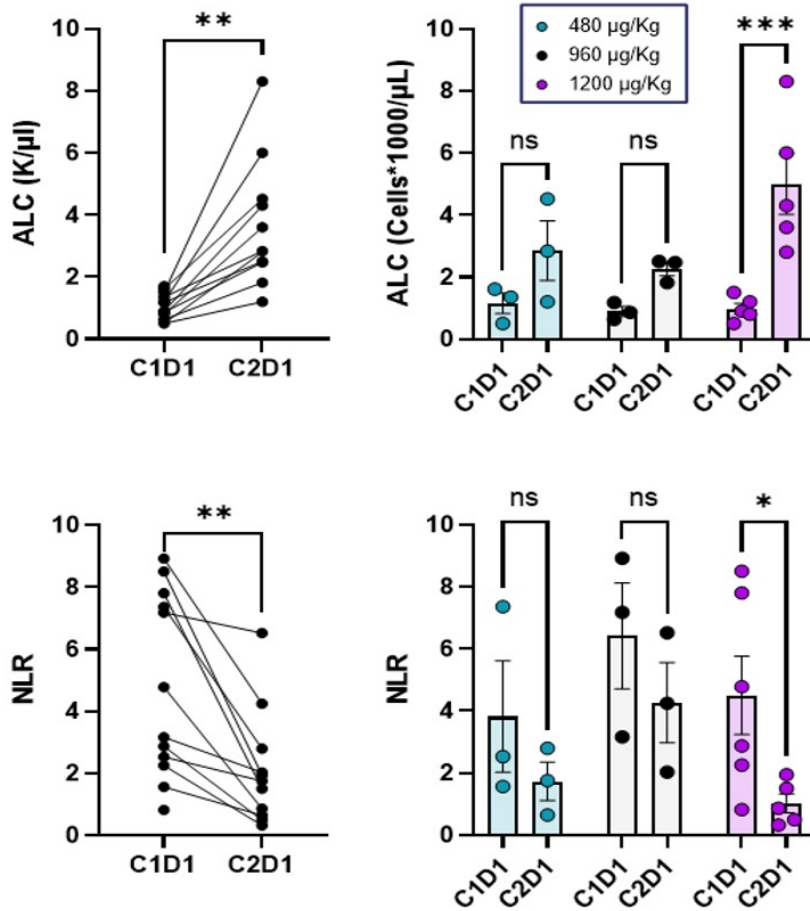 **
ALC (K/µl)
10
8
6
4
2
0
C1D1 C2D1
480 µg/Kg
960 µg/Kg
1200 µg/Kg
ns
ns
***
ALC (Cells*1000/µL)
10
8
6
4
2
0
C1D1 C2D1 C1D1 C2D1 C1D1 C2D1
**
NLR
10
8
6
4
2
0
C1D1 C2D1
ns
ns
*
NLR
10
8
6
4
2
0
C1D1 C2D1 C1D1 C2D1 C1D1 C2D1